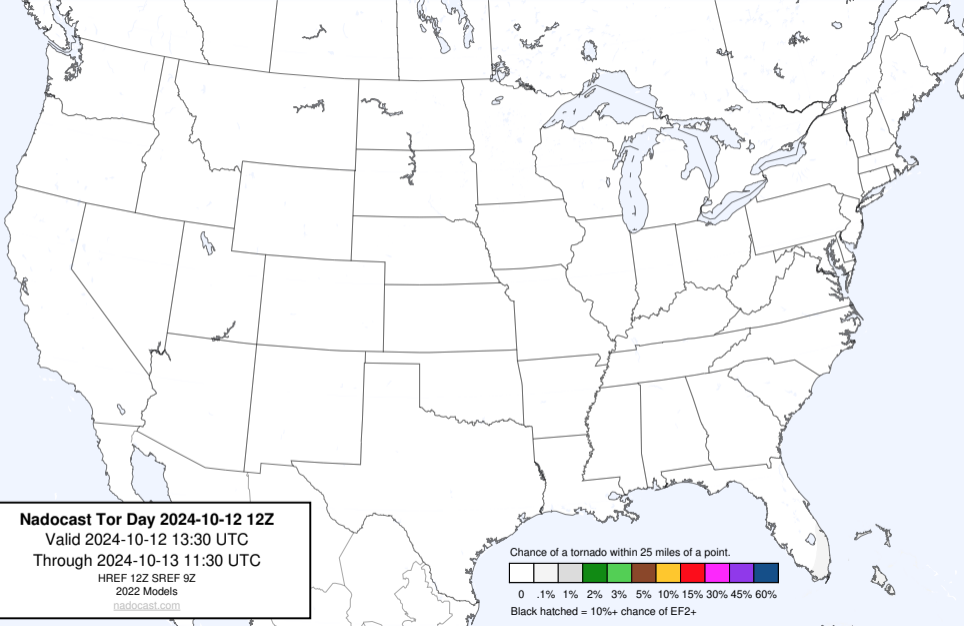 Nadocast Tor Day 2024-10-12 12Z
Valid 2024-10-12 13:30 UTC
Through 2024-10-13 11:30 UTC
HREF 12Z SREF 9Z
2022 Models
nadocast.com
Chance of a tornado within 25 miles of a point.
0 .1% 1% 2% 3% 5% 10% 15% 30% 45% 60%
Black hatched = 10%+ chance of EF2+